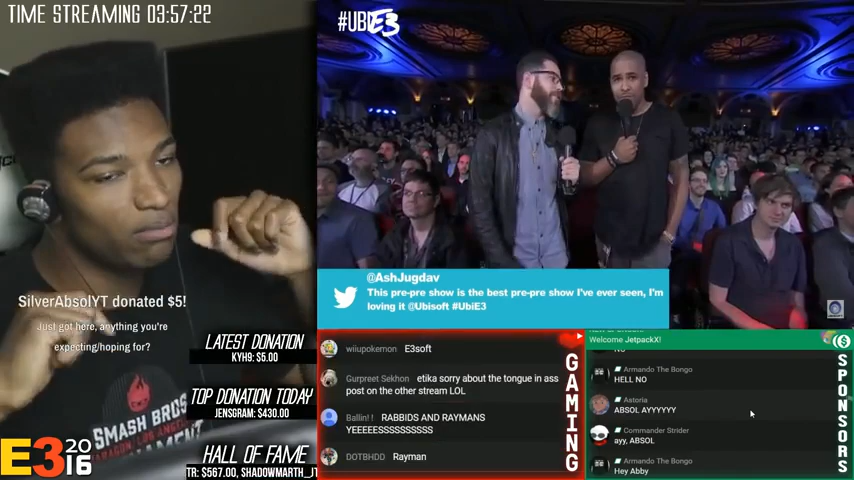 TIME STREAMING 03:57:22
#UBIE3
@AshJugdav
This pre-pre show is the best pre-pre show I've ever seen, I'm
loving it @Ubisoft #UbiE3
SilverAbsolYT donated $5!
Just got here, anything you're
expecting/hoping for?
LATEST DONATION
KYH9: $5.00
TOP DONATION TODAY
JENSGRAM: $430.00
HALL OF FAME
TR: $567.00, SHADOWMARTH_JT
SMASH BROS
E3 2016
wiiupokemon E3soft
Gurpreet Sekhon etika sorry about the tongue in ass
post on the other stream LOL
Ballin! ! RABBIDS AND RAYMANS
YEEEEESSSSSSSSSS
DOTBHDD Rayman
GAMING
Welcome JetpackX!
NO
Armando The Bongo
HELL NO
Astoria
ABSOL AYYYYYY
Commander Strider
ayy, ABSOL
Armando The Bongo
Hey Abby
SPONSORS